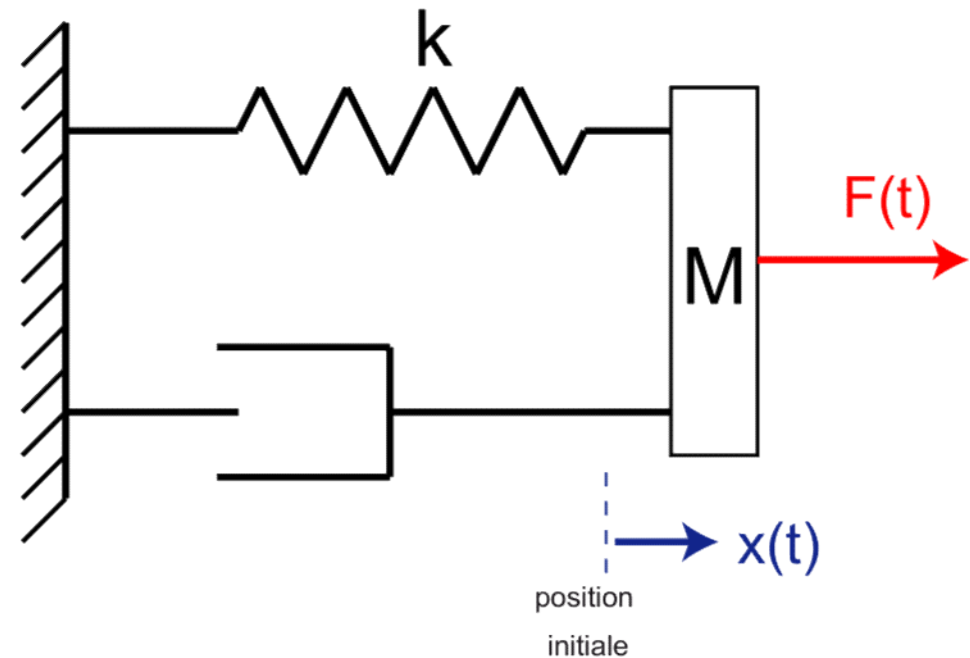 k
F(t)
M
x(t)
position
initiale